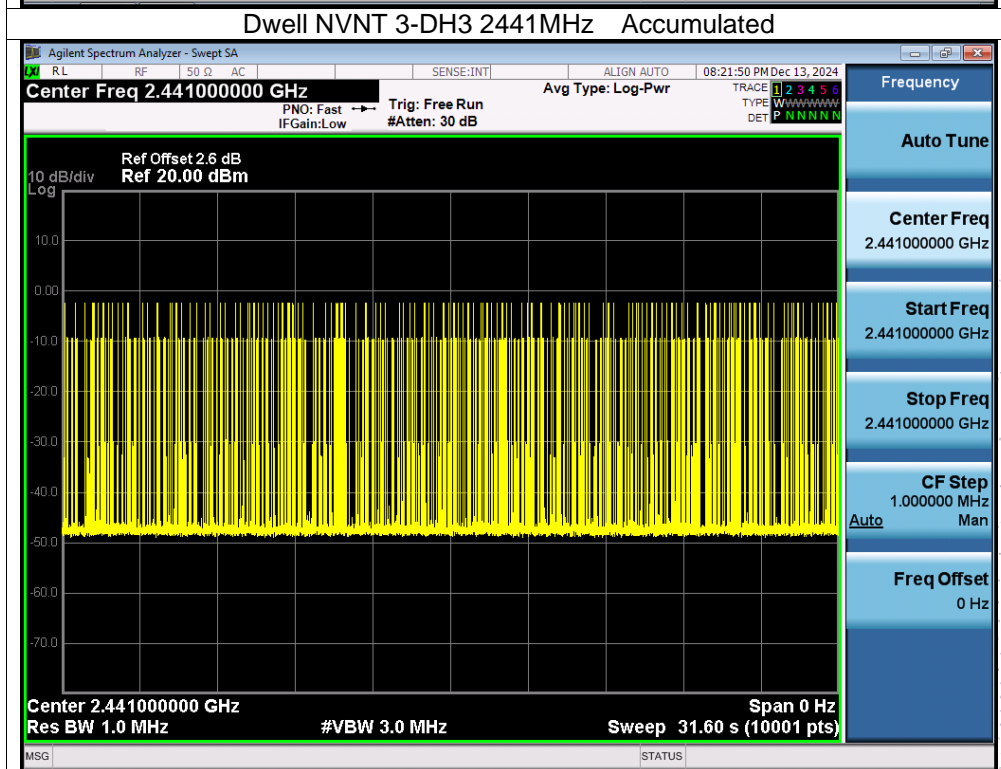 Dwell NVNT 3-DH3 2441MHz Accumulated
Agilent Spectrum Analyzer - Swept SA
LXI RL RF 50 Ω AC SENSE:INT ALIGN AUTO 08:21:50 PM Dec 13, 2024
Center Freq 2.441000000 GHz
PNO: Fast
IFGain:Low
Trig: Free Run
#Atten: 30 dB
Avg Type: Log-Pwr
TRACE 1 2 3 4 5 6
TYPE WWWWWWW
DET P N N N N N
Ref Offset 2.6 dB
10 dB/div Ref 20.00 dBm
Log
10.0
0.00
-10.0
-20.0
-30.0
-40.0
-50.0
-60.0
-70.0
Center 2.441000000 GHz Span 0 Hz
Res BW 1.0 MHz #VBW 3.0 MHz Sweep 31.60 s (10001 pts)
MSG STATUS
Frequency
Auto Tune
Center Freq
2.441000000 GHz
Start Freq
2.441000000 GHz
Stop Freq
2.441000000 GHz
CF Step
1.000000 MHz
Auto Man
Freq Offset
0 Hz